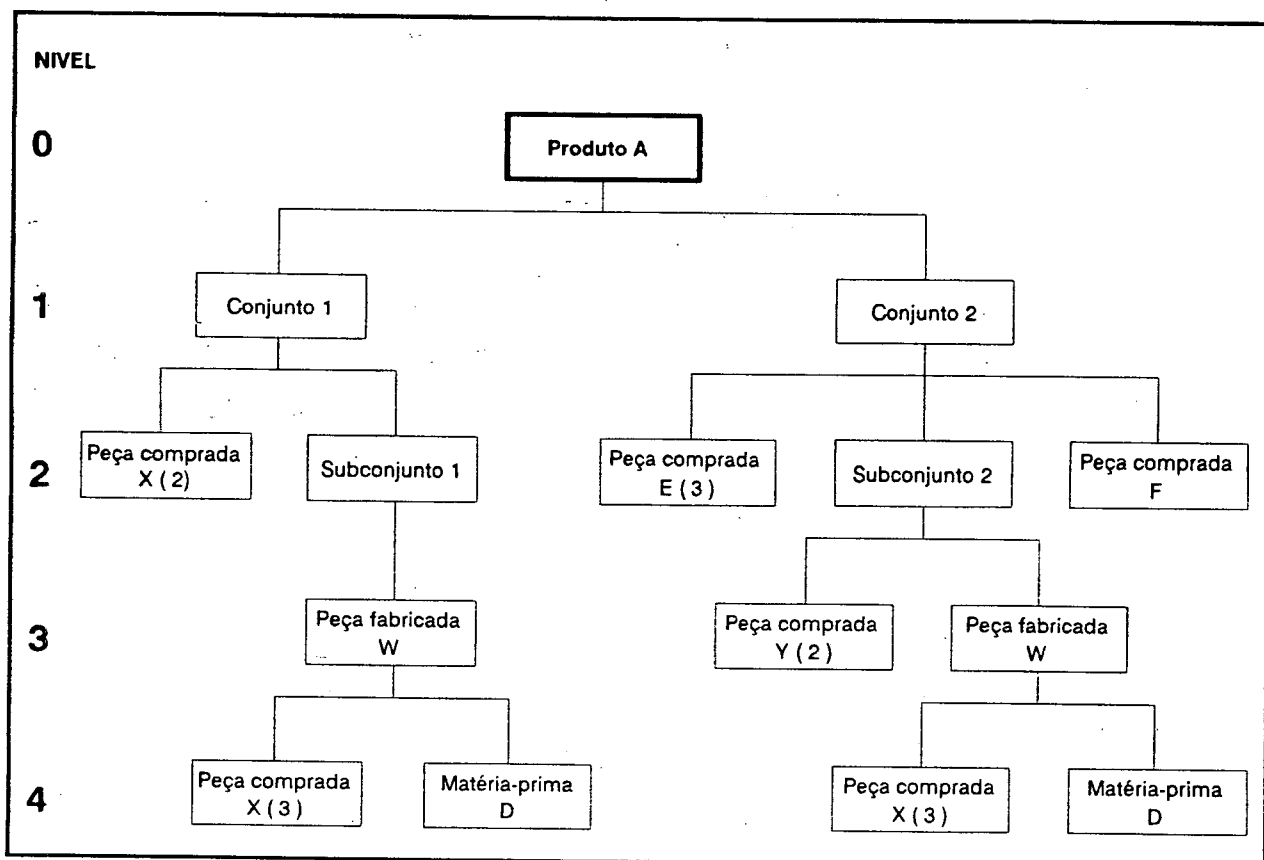 NIVEL
0
Produto A
1
Conjunto 1
Conjunto 2
2
Peça comprada
X ( 2 )
Subconjunto 1
Peça comprada
E ( 3 )
Subconjunto 2
Peça comprada
F
3
Peça fabricada
W
Peça comprada
Y ( 2 )
Peça fabricada
W
4
Peça comprada
X ( 3 )
Matéria-prima
D
Peça comprada
X ( 3 )
Matéria-prima
D